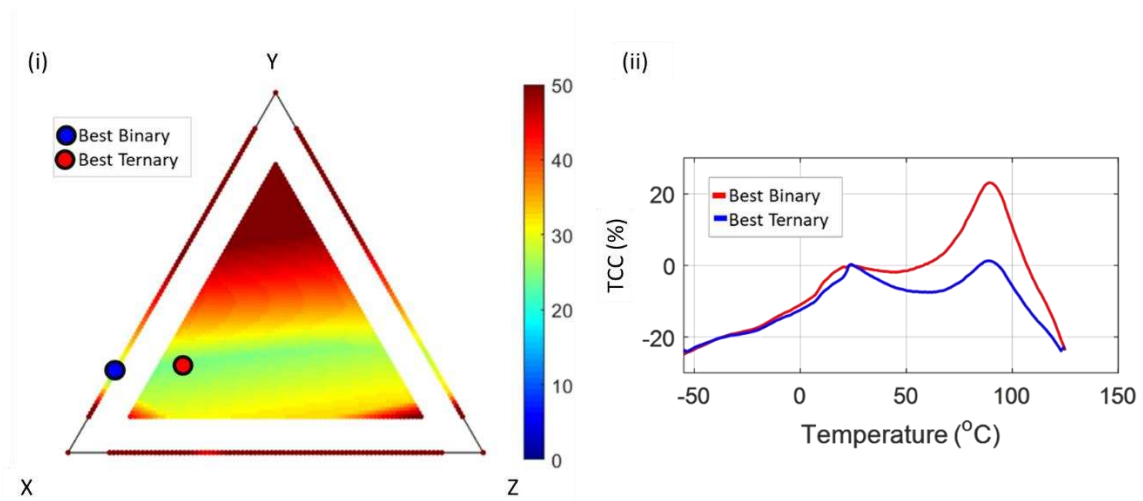 (i)
Y
Best Binary
Best Ternary
X
Z
50
40
30
20
10
0
(ii)
Best Binary
Best Ternary
TCC (%)
20
0
-20
-50
0
50
100
150
Temperature (°C)